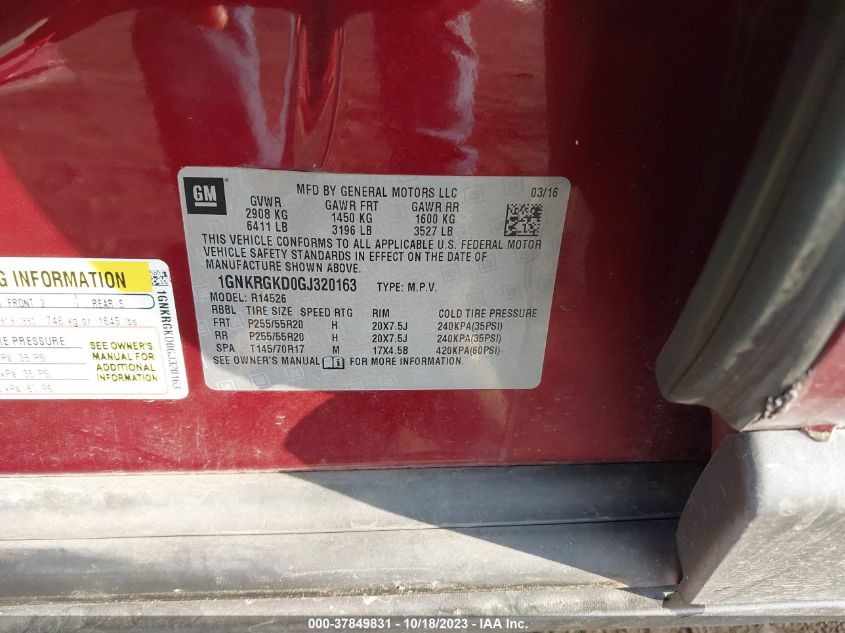 GM
MFD BY GENERAL MOTORS LLC
03/16
GVWR GAWR FRT GAWR RR
2908 KG 1450 KG 1600 KG
6411 LB 3196 LB 3527 LB
THIS VEHICLE CONFORMS TO ALL APPLICABLE U.S. FEDERAL MOTOR
VEHICLE SAFETY STANDARDS IN EFFECT ON THE DATE OF
MANUFACTURE SHOWN ABOVE.
1GNKRGKD0GJ320163 TYPE: M.P.V.
MODEL: R14526
RBBL TIRE SIZE SPEED RTG RIM COLD TIRE PRESSURE
FRT P255/55R20 H 20X7.5J 240KPA(35PSI)
RR P255/55R20 H 20X7.5J 240KPA(35PSI)
SPA T145/70R17 M 17X4.5B 420KPA(60PSI)
SEE OWNER'S MANUAL FOR MORE INFORMATION.
G INFORMATION
FRONT 2 REAR 5
746 kg or 1645 lbs
E PRESSURE
SEE OWNER'S
MANUAL FOR
ADDITIONAL
INFORMATION
1GNKRGKD0GJ320163
000-37849831 - 10/18/2023 - IAA Inc.